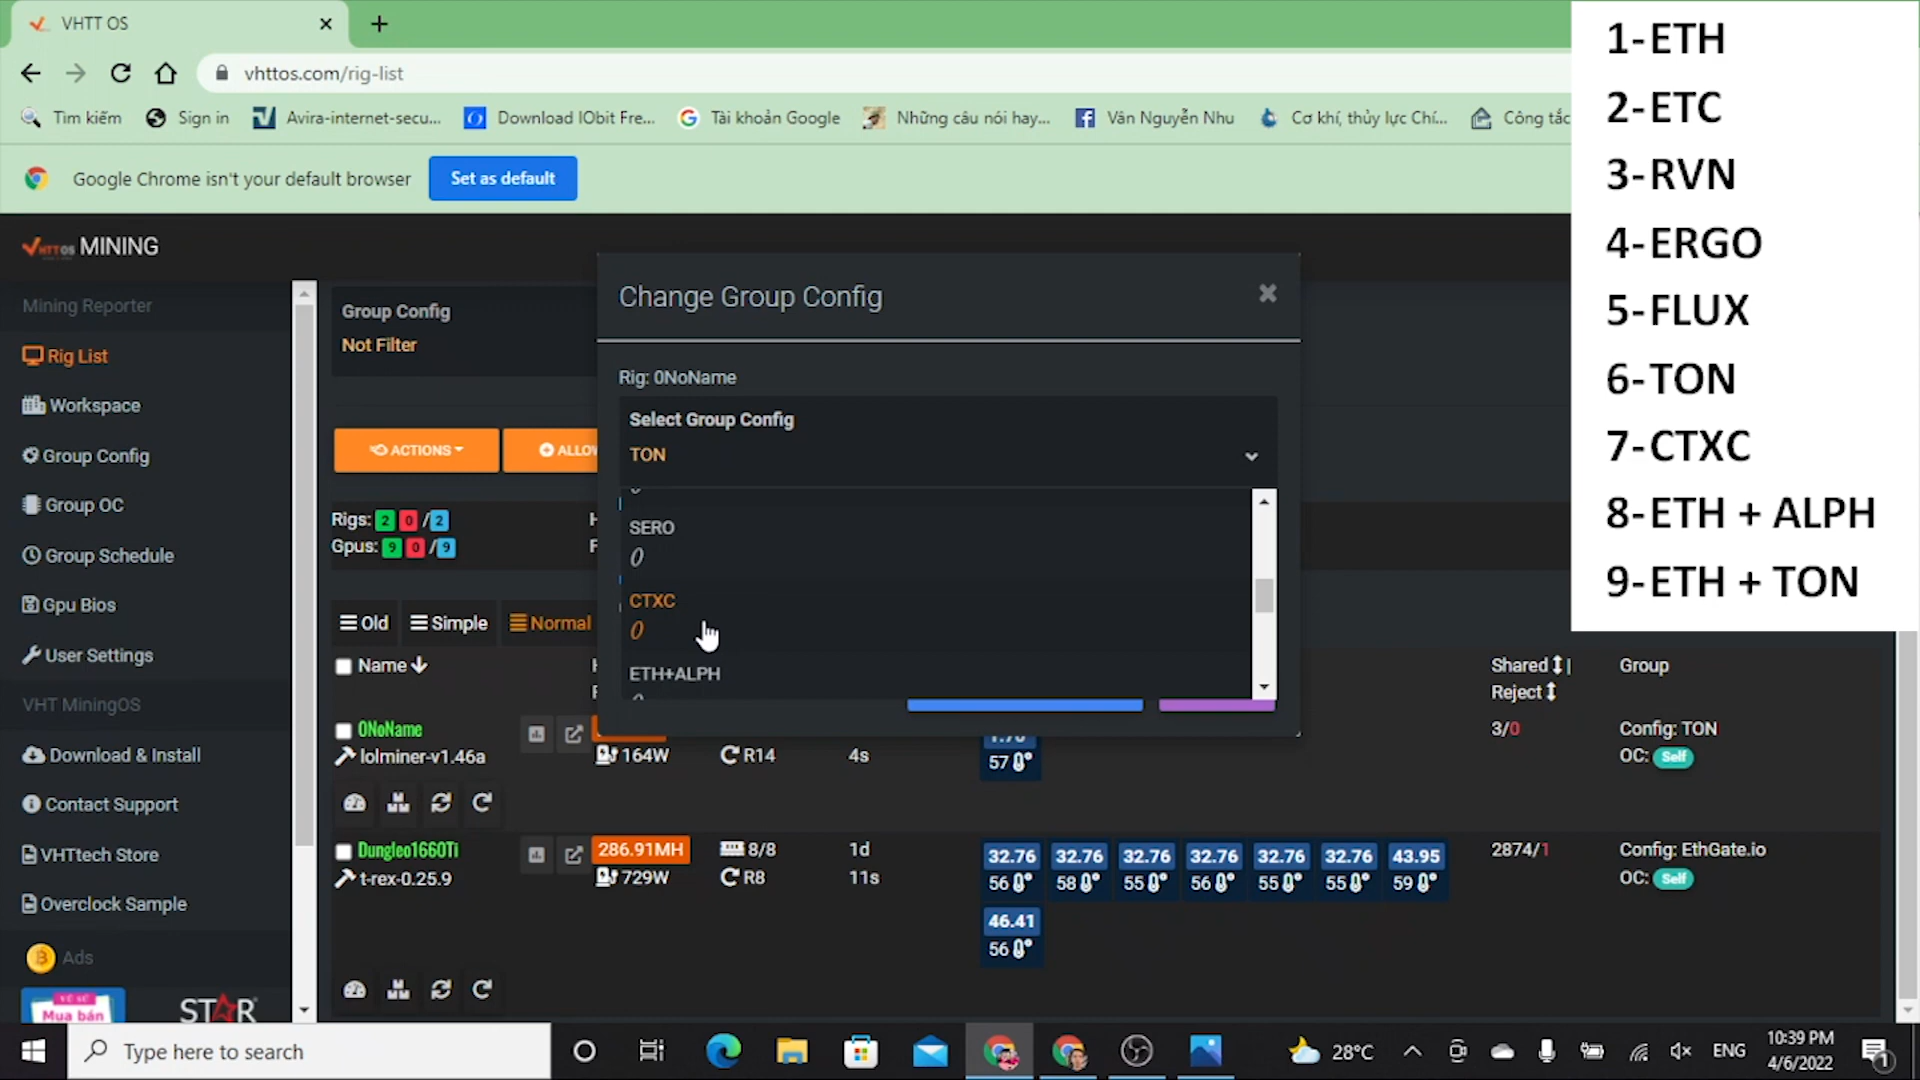 VHTT OS
vhttos.com/rig-list
Tìm kiếm
Sign in
Avira-internet-secu...
Download IObit Fre...
Tài khoản Google
Những câu nói hay...
Vân Nguyễn Nhu
Cơ khí, thủy lực Chí...
Công tắc
Google Chrome isn't your default browser
Set as default
1-ETH
2-ETC
3-RVN
4-ERGO
5-FLUX
6-TON
7-CTXC
8-ETH + ALPH
9-ETH + TON
VHTTOS MINING
Mining Reporter
Rig List
Workspace
Group Config
Group OC
Group Schedule
Gpu Bios
User Settings
VHT MiningOS
Download & Install
Contact Support
VHTtech Store
Overclock Sample
Ads
Mua bán
STAR
Group Config
Not Filter
ACTIONS
ALLOW
Rigs: 2 0 /2
Gpus: 9 0 /9
Old
Simple
Normal
Change Group Config
Rig: 0NoName
Select Group Config
TON
SERO
0
CTXC
0
ETH+ALPH
Name
Shared
Reject
Group
0NoName
lolminer-v1.46a
164W
R14
4s
57
3/0
Config: TON
OC: Self
Dungleo1660Ti
t-rex-0.25.9
286.91MH
729W
8/8
R8
1d
11s
32.76 32.76 32.76 32.76 32.76 32.76 43.95
56 58 55 56 55 55 59
46.41
56
2874/1
Config: EthGate.io
OC: Self
Type here to search
28°C
ENG
10:39 PM
4/6/2022
1